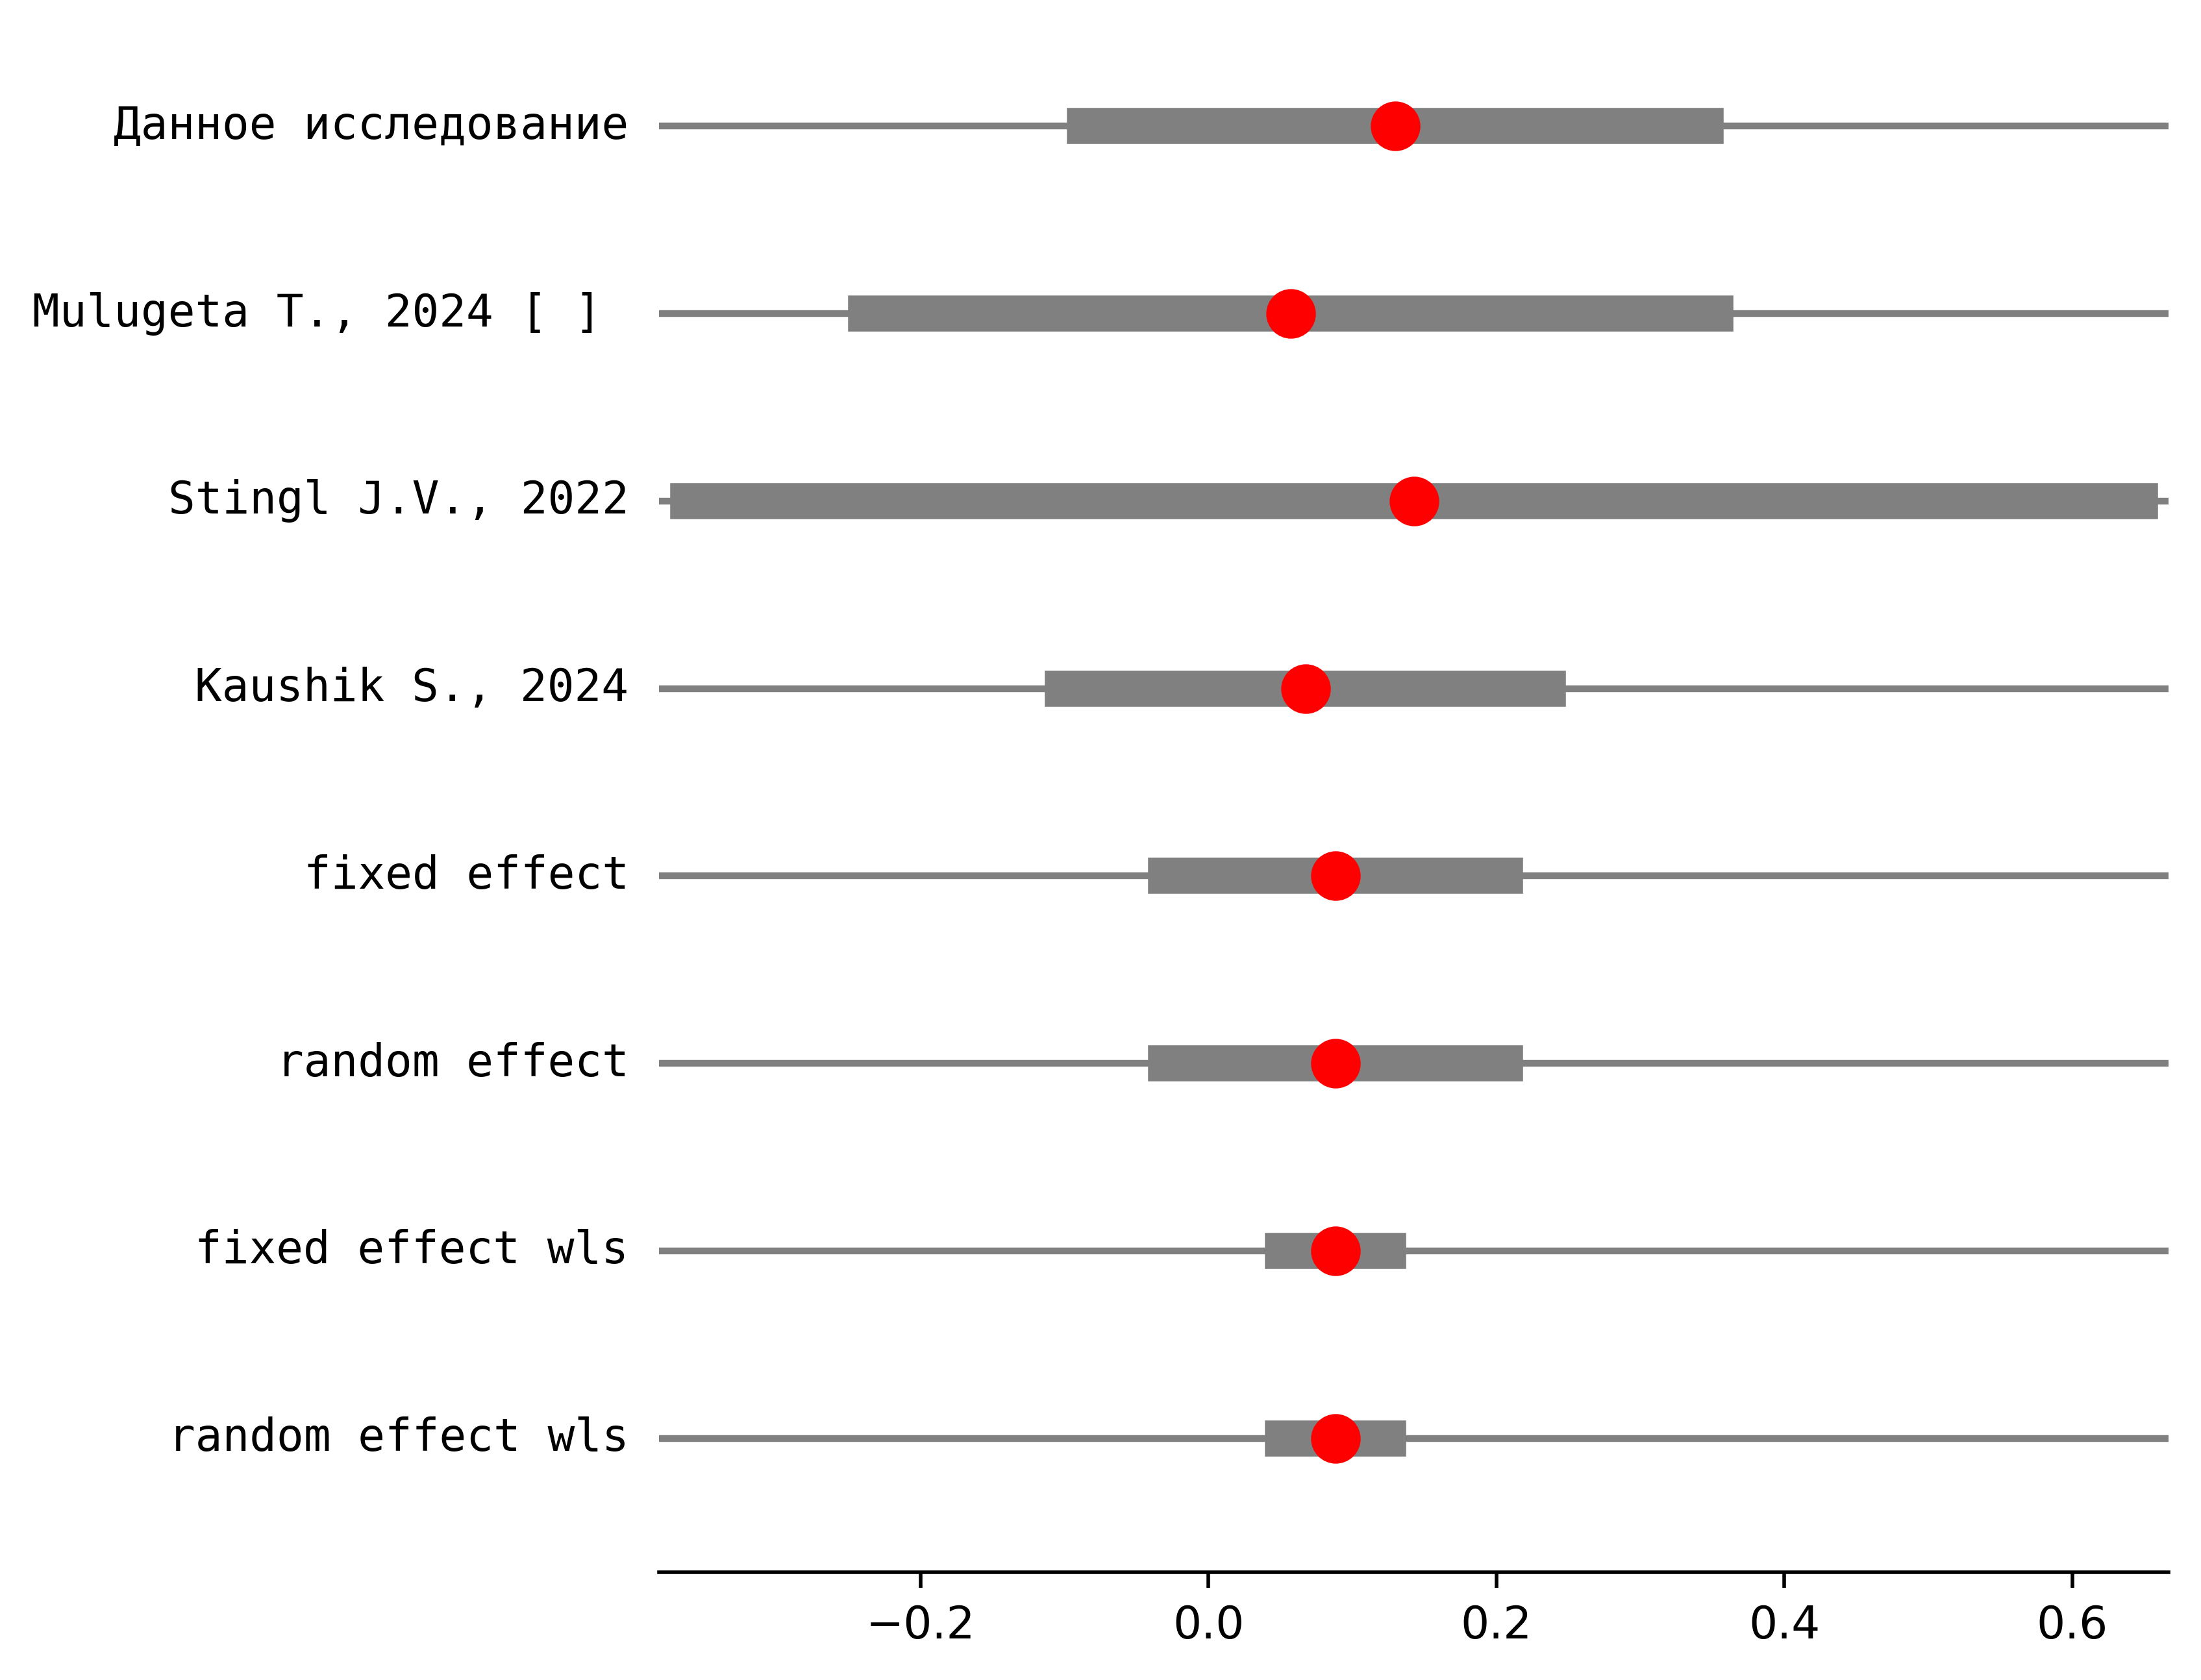 Данное исследование
Mulugeta T., 2024 [ ]
Stingl J.V., 2022
Kaushik S., 2024
fixed effect
random effect
fixed effect wls
random effect wls
−0.2 0.0 0.2 0.4 0.6